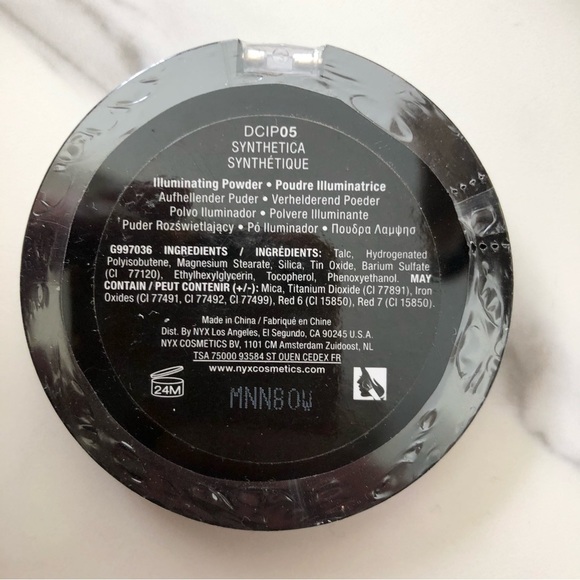 DCIP05
SYNTHETICA
SYNTHÉTIQUE
Illuminating Powder • Poudre Illuminatrice
Aufhellender Puder • Verhelderend Poeder
Polvo Iluminador • Polvere Illuminante
Puder Rozświetlający • Pó Iluminador • Πουδρα Λαμψησ
G997036 INGREDIENTS / INGRÉDIENTS: Talc, Hydrogenated
Polyisobutene, Magnesium Stearate, Silica, Tin Oxide, Barium Sulfate
(CI 77120), Ethylhexylglycerin, Tocopherol, Phenoxyethanol. MAY
CONTAIN / PEUT CONTENIR (+/-): Mica, Titanium Dioxide (CI 77891), Iron
Oxides (CI 77491, CI 77492, CI 77499), Red 6 (CI 15850), Red 7 (CI 15850).
Made in China / Fabriqué en Chine
Dist. By NYX Los Angeles, El Segundo, CA 90245 U.S.A.
NYX COSMETICS BV, 1101 CM Amsterdam Zuidoost, NL
TSA 75000 93584 ST OUEN CEDEX FR
www.nyxcosmetics.com
24M
MNN80W